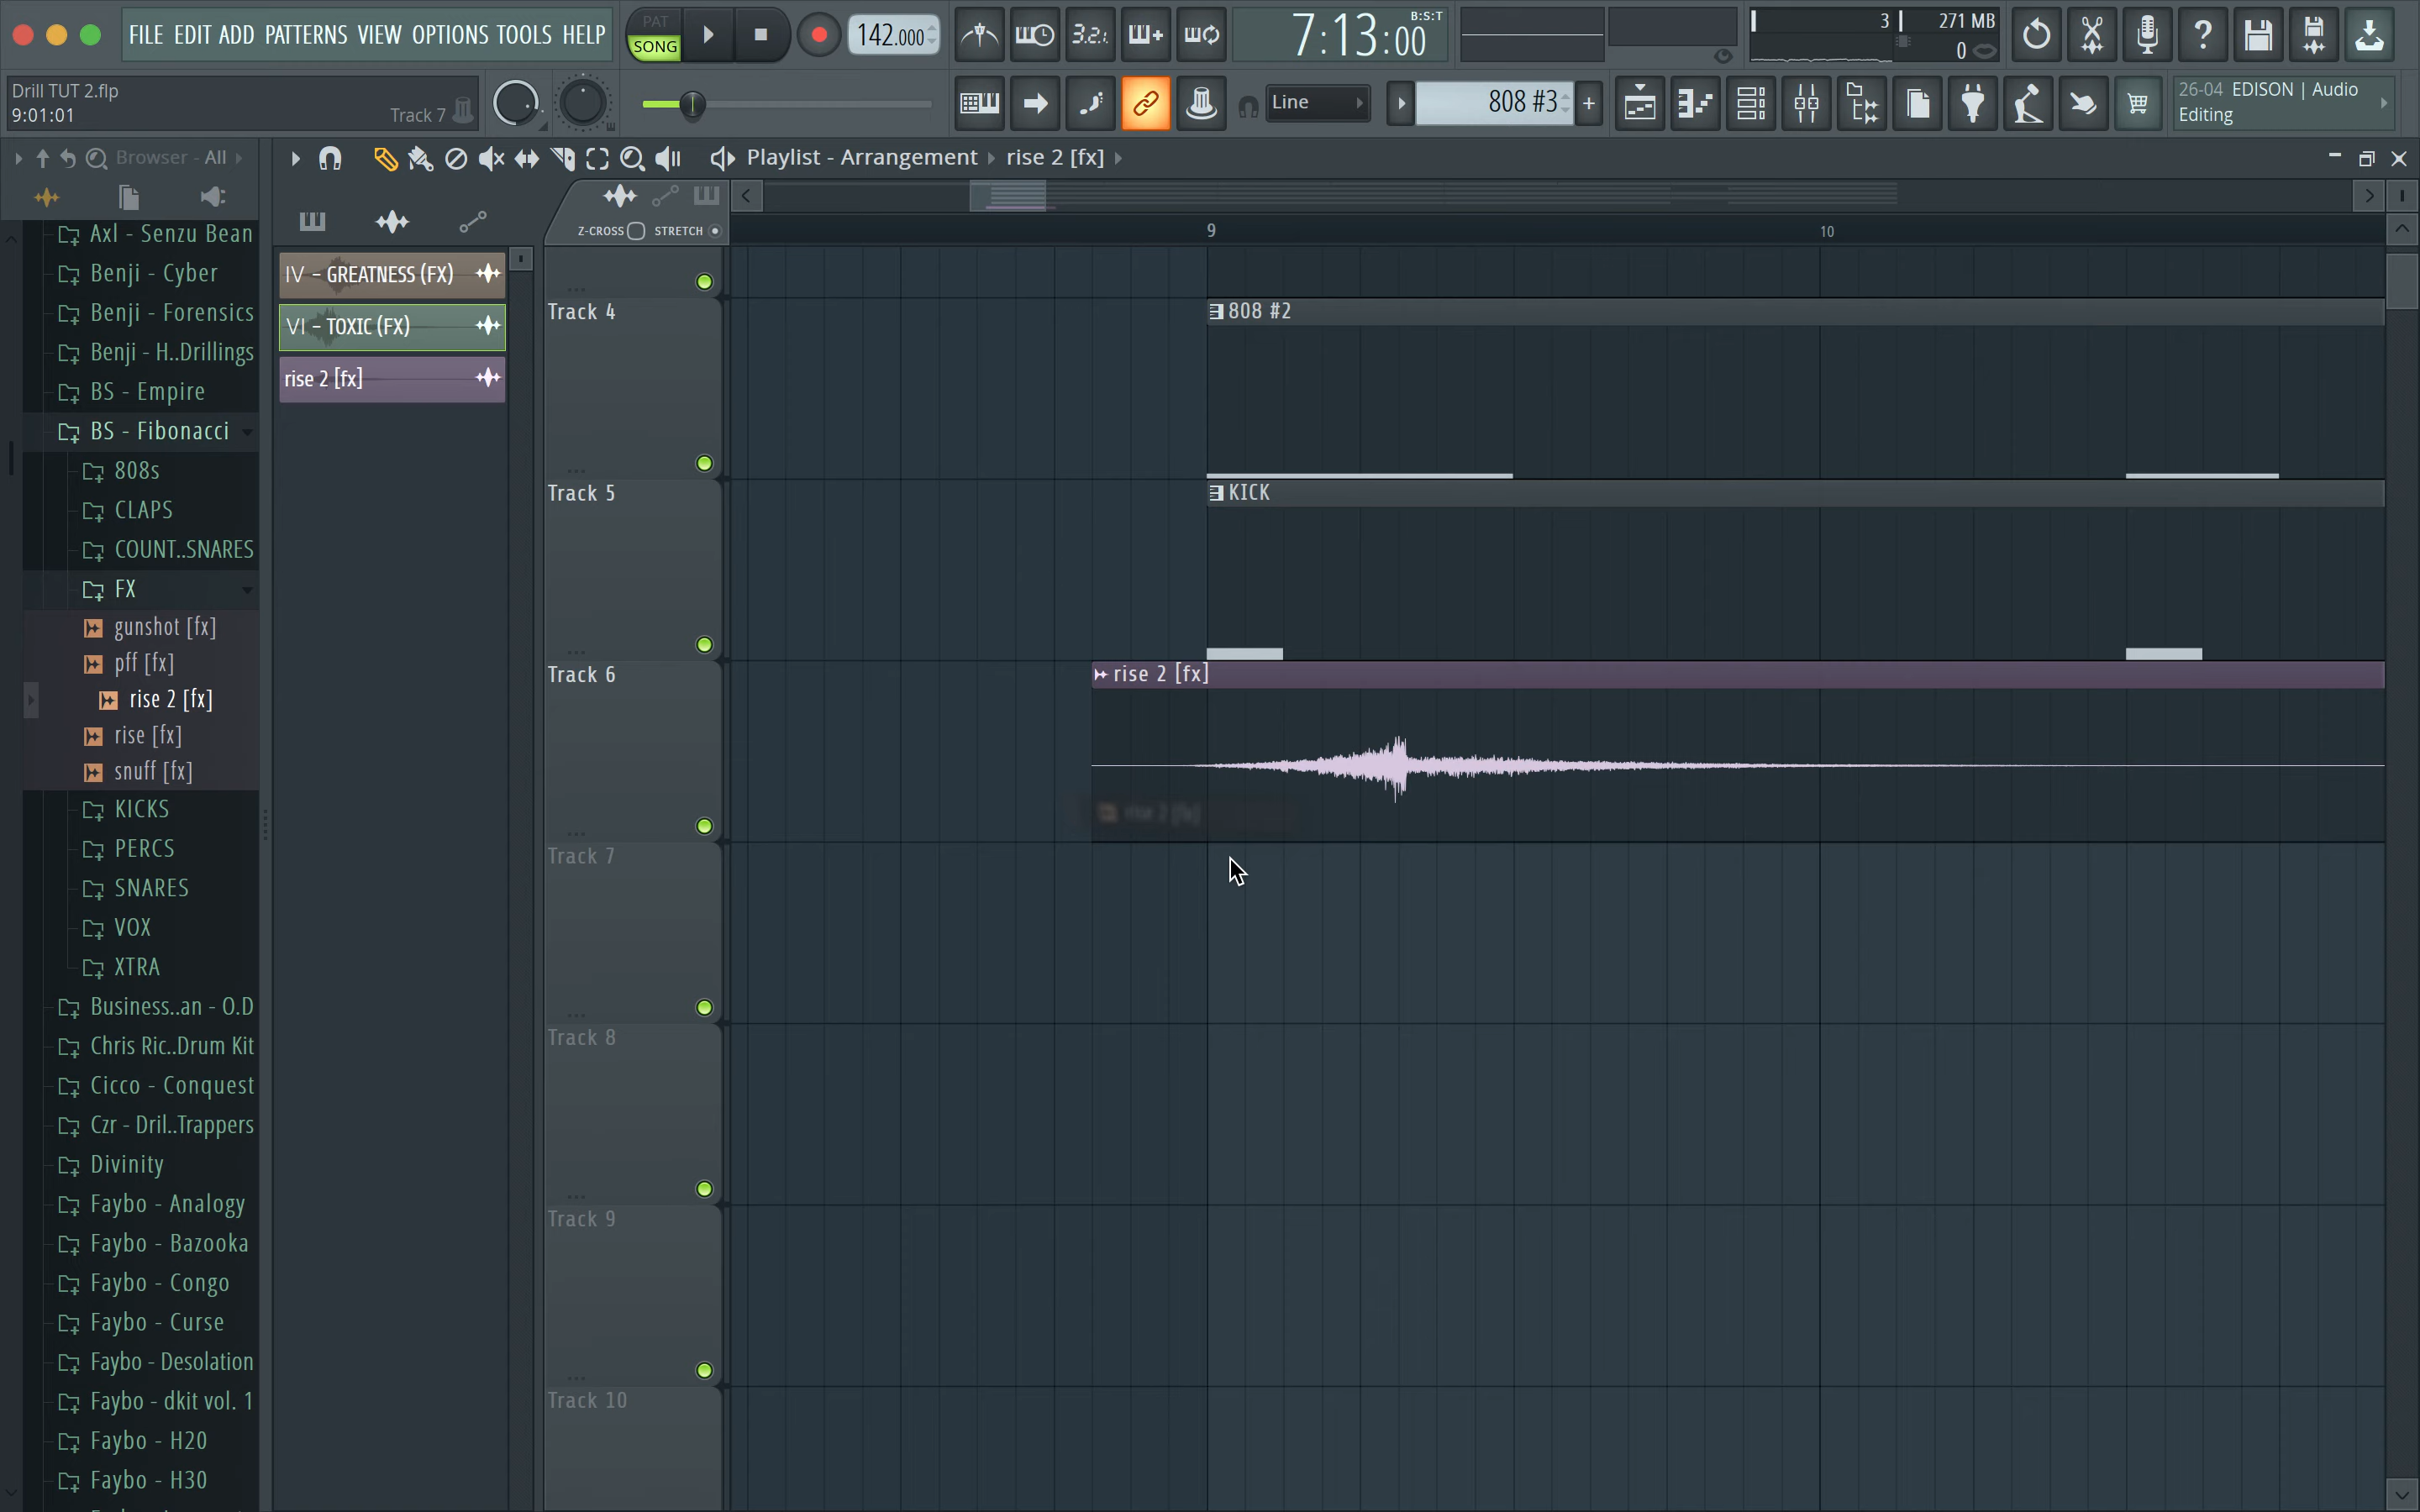 FILE EDIT ADD PATTERNS VIEW OPTIONS TOOLS HELP
PAT
SONG
142.000
3.2.1.
7:13:00
B:S:T
3
271 MB
0
Drill TUT 2.flp
9:01:01
Track 7
Line
808 #3
26-04 EDISON | Audio
Editing
Browser - All
Playlist - Arrangement
rise 2 [fx]
Z-CROSS
STRETCH
9
10
Axl - Senzu Bean
Benji - Cyber
Benji - Forensics
Benji - H..Drillings
BS - Empire
BS - Fibonacci
808s
CLAPS
COUNT..SNARES
FX
gunshot [fx]
pff [fx]
rise 2 [fx]
rise [fx]
snuff [fx]
KICKS
PERCS
SNARES
VOX
XTRA
Business..an - O.D
Chris Ric..Drum Kit
Cicco - Conquest
Czr - Dril..Trappers
Divinity
Faybo - Analogy
Faybo - Bazooka
Faybo - Congo
Faybo - Curse
Faybo - Desolation
Faybo - dkit vol. 1
Faybo - H20
Faybo - H30
IV - GREATNESS (FX)
VI - TOXIC (FX)
rise 2 [fx]
Track 4
808 #2
Track 5
KICK
Track 6
rise 2 [fx]
rise 2 [fx]
Track 7
Track 8
Track 9
Track 10